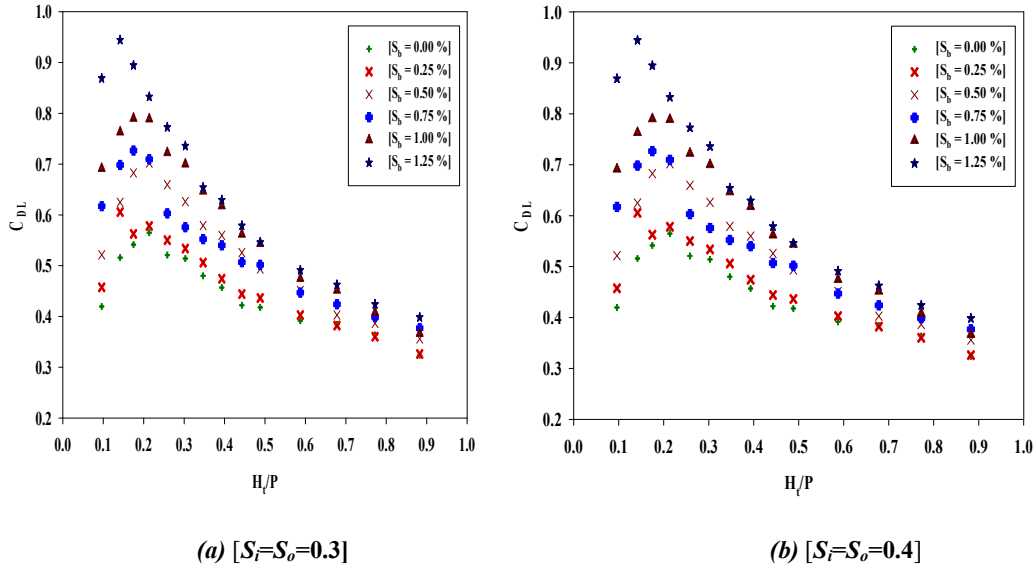 1.0
0.9
0.8
0.7
0.6
0.5
0.4
0.3
0.2
C D L
0.0 0.1 0.2 0.3 0.4 0.5 0.6 0.7 0.8 0.9 1.0
H_t/P
[S_b = 0.00 %]
[S_b = 0.25 %]
[S_b = 0.50 %]
[S_b = 0.75 %]
[S_b = 1.00 %]
[S_b = 1.25 %]
(a) [S_i=S_o=0.3]
1.0
0.9
0.8
0.7
0.6
0.5
0.4
0.3
0.2
C D L
0.0 0.1 0.2 0.3 0.4 0.5 0.6 0.7 0.8 0.9 1.0
H_t/P
[S_b = 0.00 %]
[S_b = 0.25 %]
[S_b = 0.50 %]
[S_b = 0.75 %]
[S_b = 1.00 %]
[S_b = 1.25 %]
(b) [S_i=S_o=0.4]